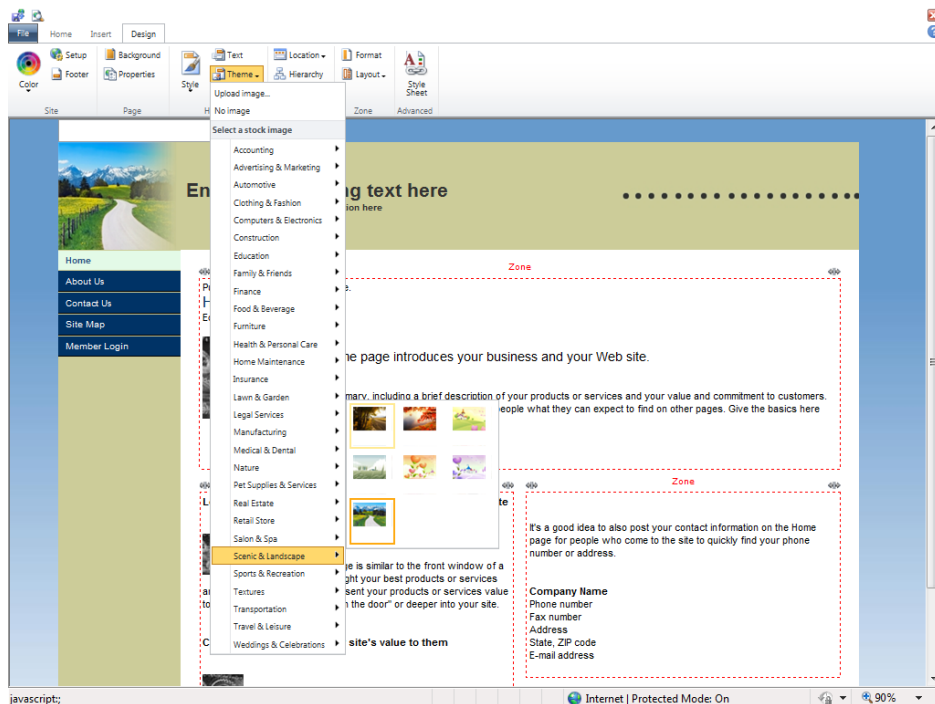 File Home Insert Design
Setup Background Text Location Format
Footer Properties Theme Hierarchy Layout
Color Style Style Sheet
Site Page H Zone Advanced
Upload image...
No image
Select a stock image
Accounting
Advertising & Marketing
Automotive
Clothing & Fashion
Computers & Electronics
Construction
Education
Family & Friends
Finance
Food & Beverage
Furniture
Health & Personal Care
Home Maintenance
Insurance
Lawn & Garden
Legal Services
Manufacturing
Medical & Dental
Nature
Pet Supplies & Services
Real Estate
Retail Store
Salon & Spa
Scenic & Landscape
Sports & Recreation
Textures
Transportation
Travel & Leisure
Weddings & Celebrations
En ng text here
ion here
Home
About Us
Contact Us
Site Map
Member Login
Zone
me page introduces your business and your Web site.
mmary, including a brief description of your products or services and your value and commitment to customers.
eople what they can expect to find on other pages. Give the basics here
Zone
te
ge is similar to the front window of a
ght your best products or services
sent your products or services value
to n the door" or deeper into your site.
C site's value to them
It's a good idea to also post your contact information on the Home
page for people who come to the site to quickly find your phone
number or address.
Company Name
Phone number
Fax number
Address
State, ZIP code
E-mail address
javascript:; Internet | Protected Mode: On 90%